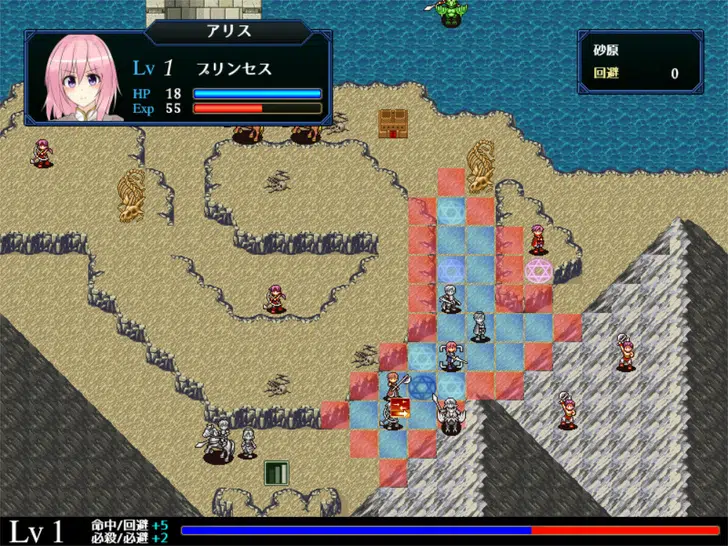 アリス
Lv 1 プリンセス
HP 18
Exp 55
砂原
回避 0
Lv 1 命中/回避 +5
必殺/必避 +2